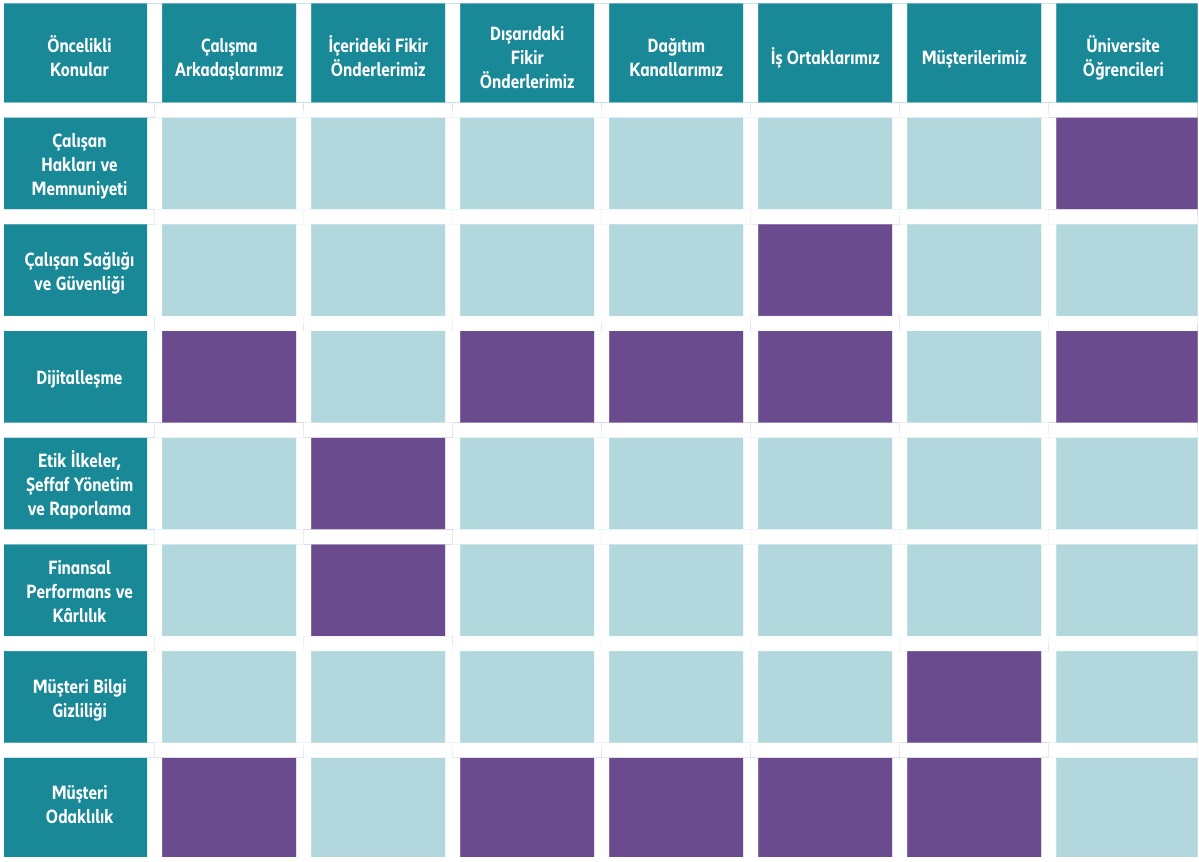 Öncelikli
Konular
Çalışma
Arkadaşlarımız
İçerideki Fikir
Önderlerimiz
Dışarıdaki
Fikir
Önderlerimiz
Dağıtım
Kanallarımız
İş Ortaklarımız
Müşterilerimiz
Üniversite
Öğrencileri
Çalışan
Hakları ve
Memnuniyeti
Çalışan Sağlığı
ve Güvenliği
Dijitalleşme
Etik İlkeler,
Şeffaf Yönetim
ve Raporlama
Finansal
Performans ve
Kârlılık
Müşteri Bilgi
Gizliliği
Müşteri
Odaklılık